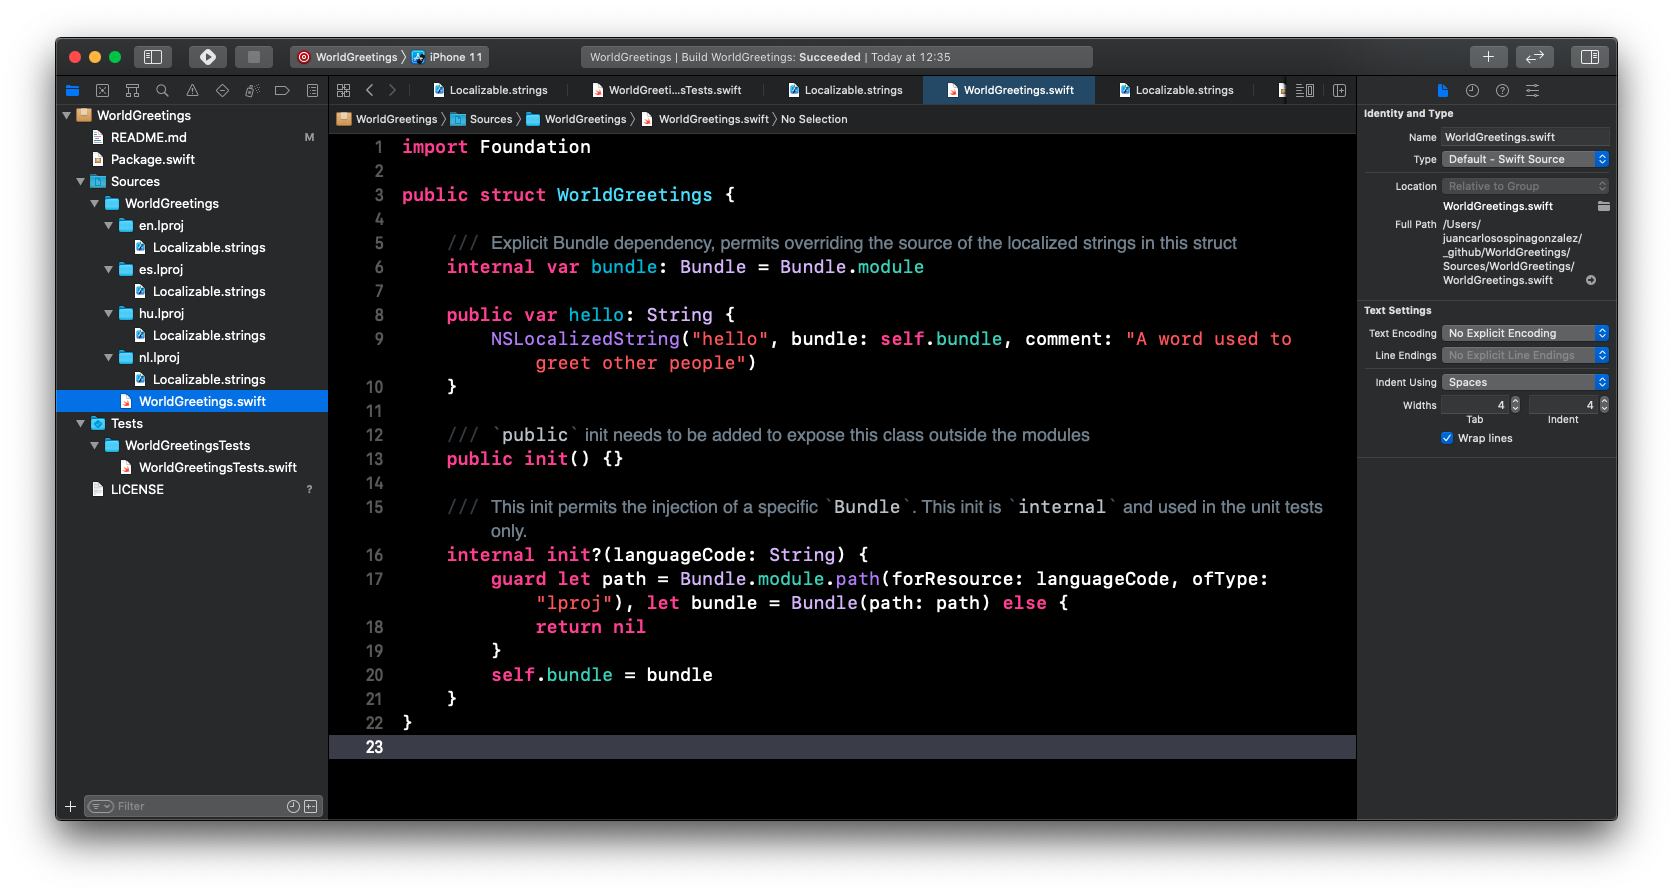 WorldGreetings 〉 iPhone 11
WorldGreetings | Build WorldGreetings: Succeeded | Today at 12:35
Localizable.strings
WorldGreeti...sTests.swift
Localizable.strings
WorldGreetings.swift
Localizable.strings
WorldGreetings 〉 Sources 〉 WorldGreetings 〉 WorldGreetings.swift 〉 No Selection
WorldGreetings
README.md M
Package.swift
Sources
WorldGreetings
en.lproj
Localizable.strings
es.lproj
Localizable.strings
hu.lproj
Localizable.strings
nl.lproj
Localizable.strings
WorldGreetings.swift
Tests
WorldGreetingsTests
WorldGreetingsTests.swift
LICENSE ?
Filter
1 import Foundation
2
3 public struct WorldGreetings {
4
5 /// Explicit Bundle dependency, permits overriding the source of the localized strings in this struct
6 internal var bundle: Bundle = Bundle.module
7
8 public var hello: String {
9 NSLocalizedString("hello", bundle: self.bundle, comment: "A word used to
greet other people")
10 }
11
12 /// `public` init needs to be added to expose this class outside the modules
13 public init() {}
14
15 /// This init permits the injection of a specific `Bundle`. This init is `internal` and used in the unit tests
only.
16 internal init?(languageCode: String) {
17 guard let path = Bundle.module.path(forResource: languageCode, ofType:
"lproj"), let bundle = Bundle(path: path) else {
18 return nil
19 }
20 self.bundle = bundle
21 }
22 }
23
Identity and Type
Name WorldGreetings.swift
Type Default - Swift Source
Location Relative to Group
WorldGreetings.swift
Full Path /Users/
juancarlosospinagonzalez/
_github/WorldGreetings/
Sources/WorldGreetings/
WorldGreetings.swift
Text Settings
Text Encoding No Explicit Encoding
Line Endings No Explicit Line Endings
Indent Using Spaces
Widths 4 4
Tab Indent
Wrap lines